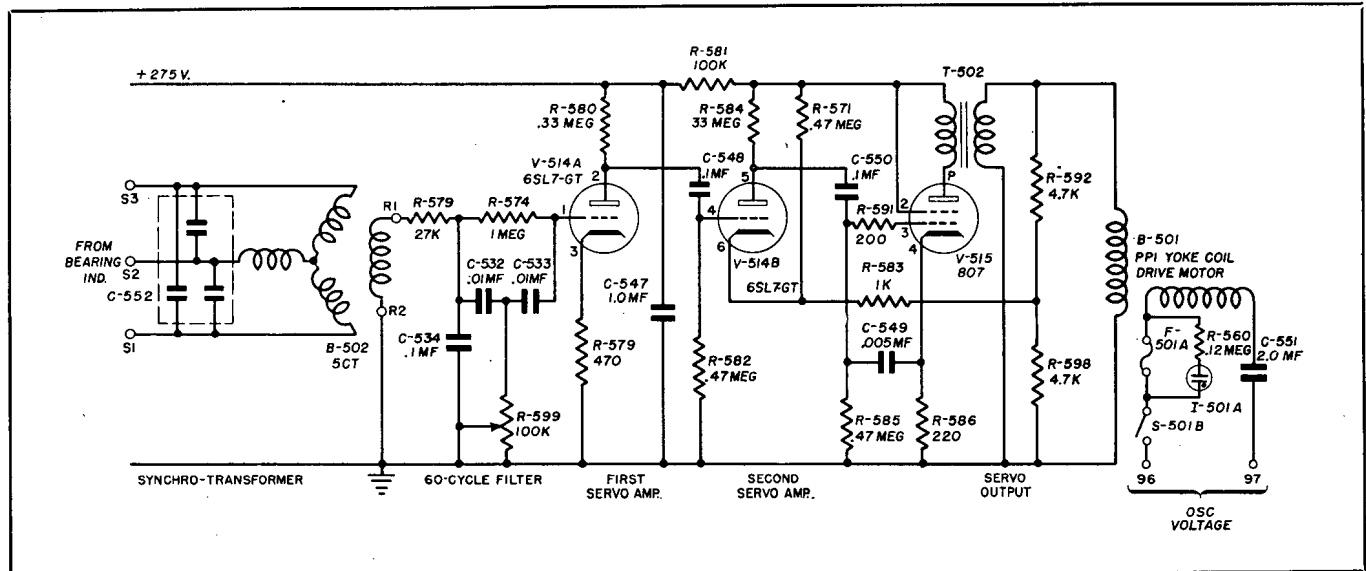 +275 V.
R-581
100K
T-502
R-580
.33 MEG
R-584
.33 MEG
R-571
.47 MEG
V-514A
6SL7-GT
2
C-548
.1MF
5
C-550
.1MF
P
R-592
4.7K
S3
R1
R-579
27K
R-574
1 MEG
1
4
R-591
200
2
3
FROM
BEARING
IND.
S2
3
6
V-514B
4
V-515
807
B-501
PPI YOKE COIL
DRIVE MOTOR
C-552
C-532
.01MF
C-533
.01MF
C-547
1.0 MF
6SL7-GT
R-583
1K
R2
S1
B-502
5CT
C-534
.1MF
R-579
470
R-582
.47MEG
C-549
.005MF
R-598
4.7K
F-
501A
R-560
.12MEG
C-551
2.0 MF
R-599
100K
R-585
.47 MEG
R-586
220
S-501B
I-501A
SYNCHRO-TRANSFORMER
60-CYCLE FILTER
FIRST
SERVO AMP.
SECOND
SERVO AMP.
SERVO
OUTPUT
96
97
OSC
VOLTAGE